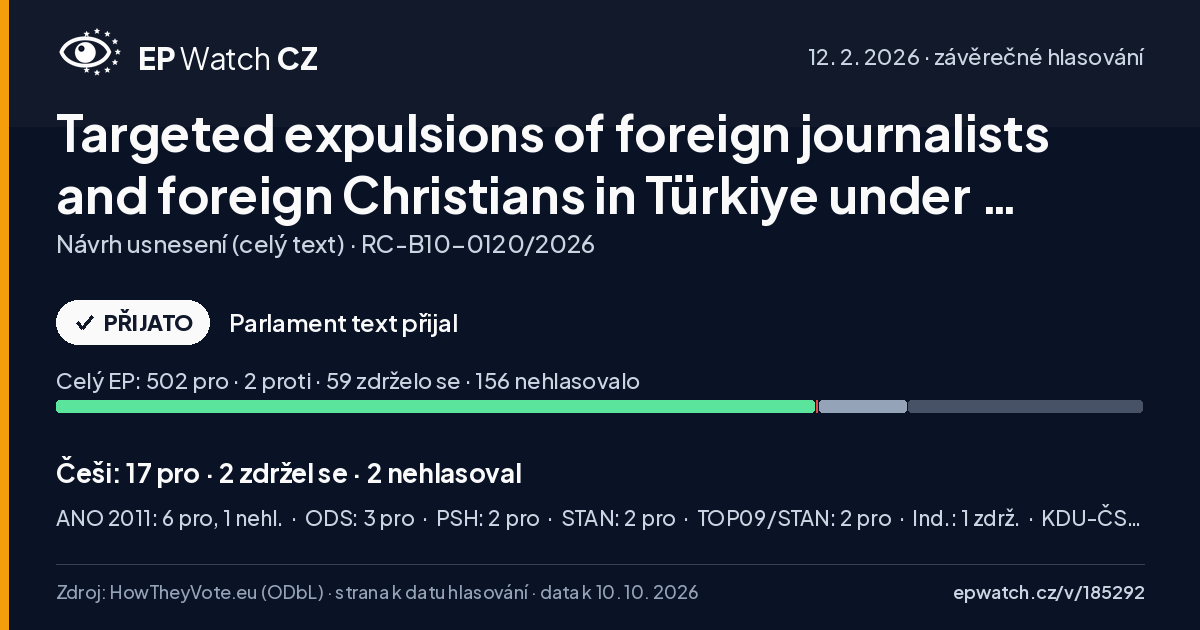 EP Watch CZ
12. 2. 2026 · závěrečné hlasování
Targeted expulsions of foreign journalists
and foreign Christians in Türkiye under …
Návrh usnesení (celý text) · RC-B10-0120/2026
✓ PŘIJATO
Parlament text přijal
Celý EP: 502 pro · 2 proti · 59 zdrželo se · 156 nehlasovalo
Češi: 17 pro · 2 zdržel se · 2 nehlasoval
ANO 2011: 6 pro, 1 nehl. · ODS: 3 pro · PSH: 2 pro · STAN: 2 pro · TOP09/STAN: 2 pro · Ind.: 1 zdrž. · KDU-ČS…
Zdroj: HowTheyVote.eu (ODbL) · strana k datu hlasování · data k 10. 10. 2026
epwatch.cz/v/185292